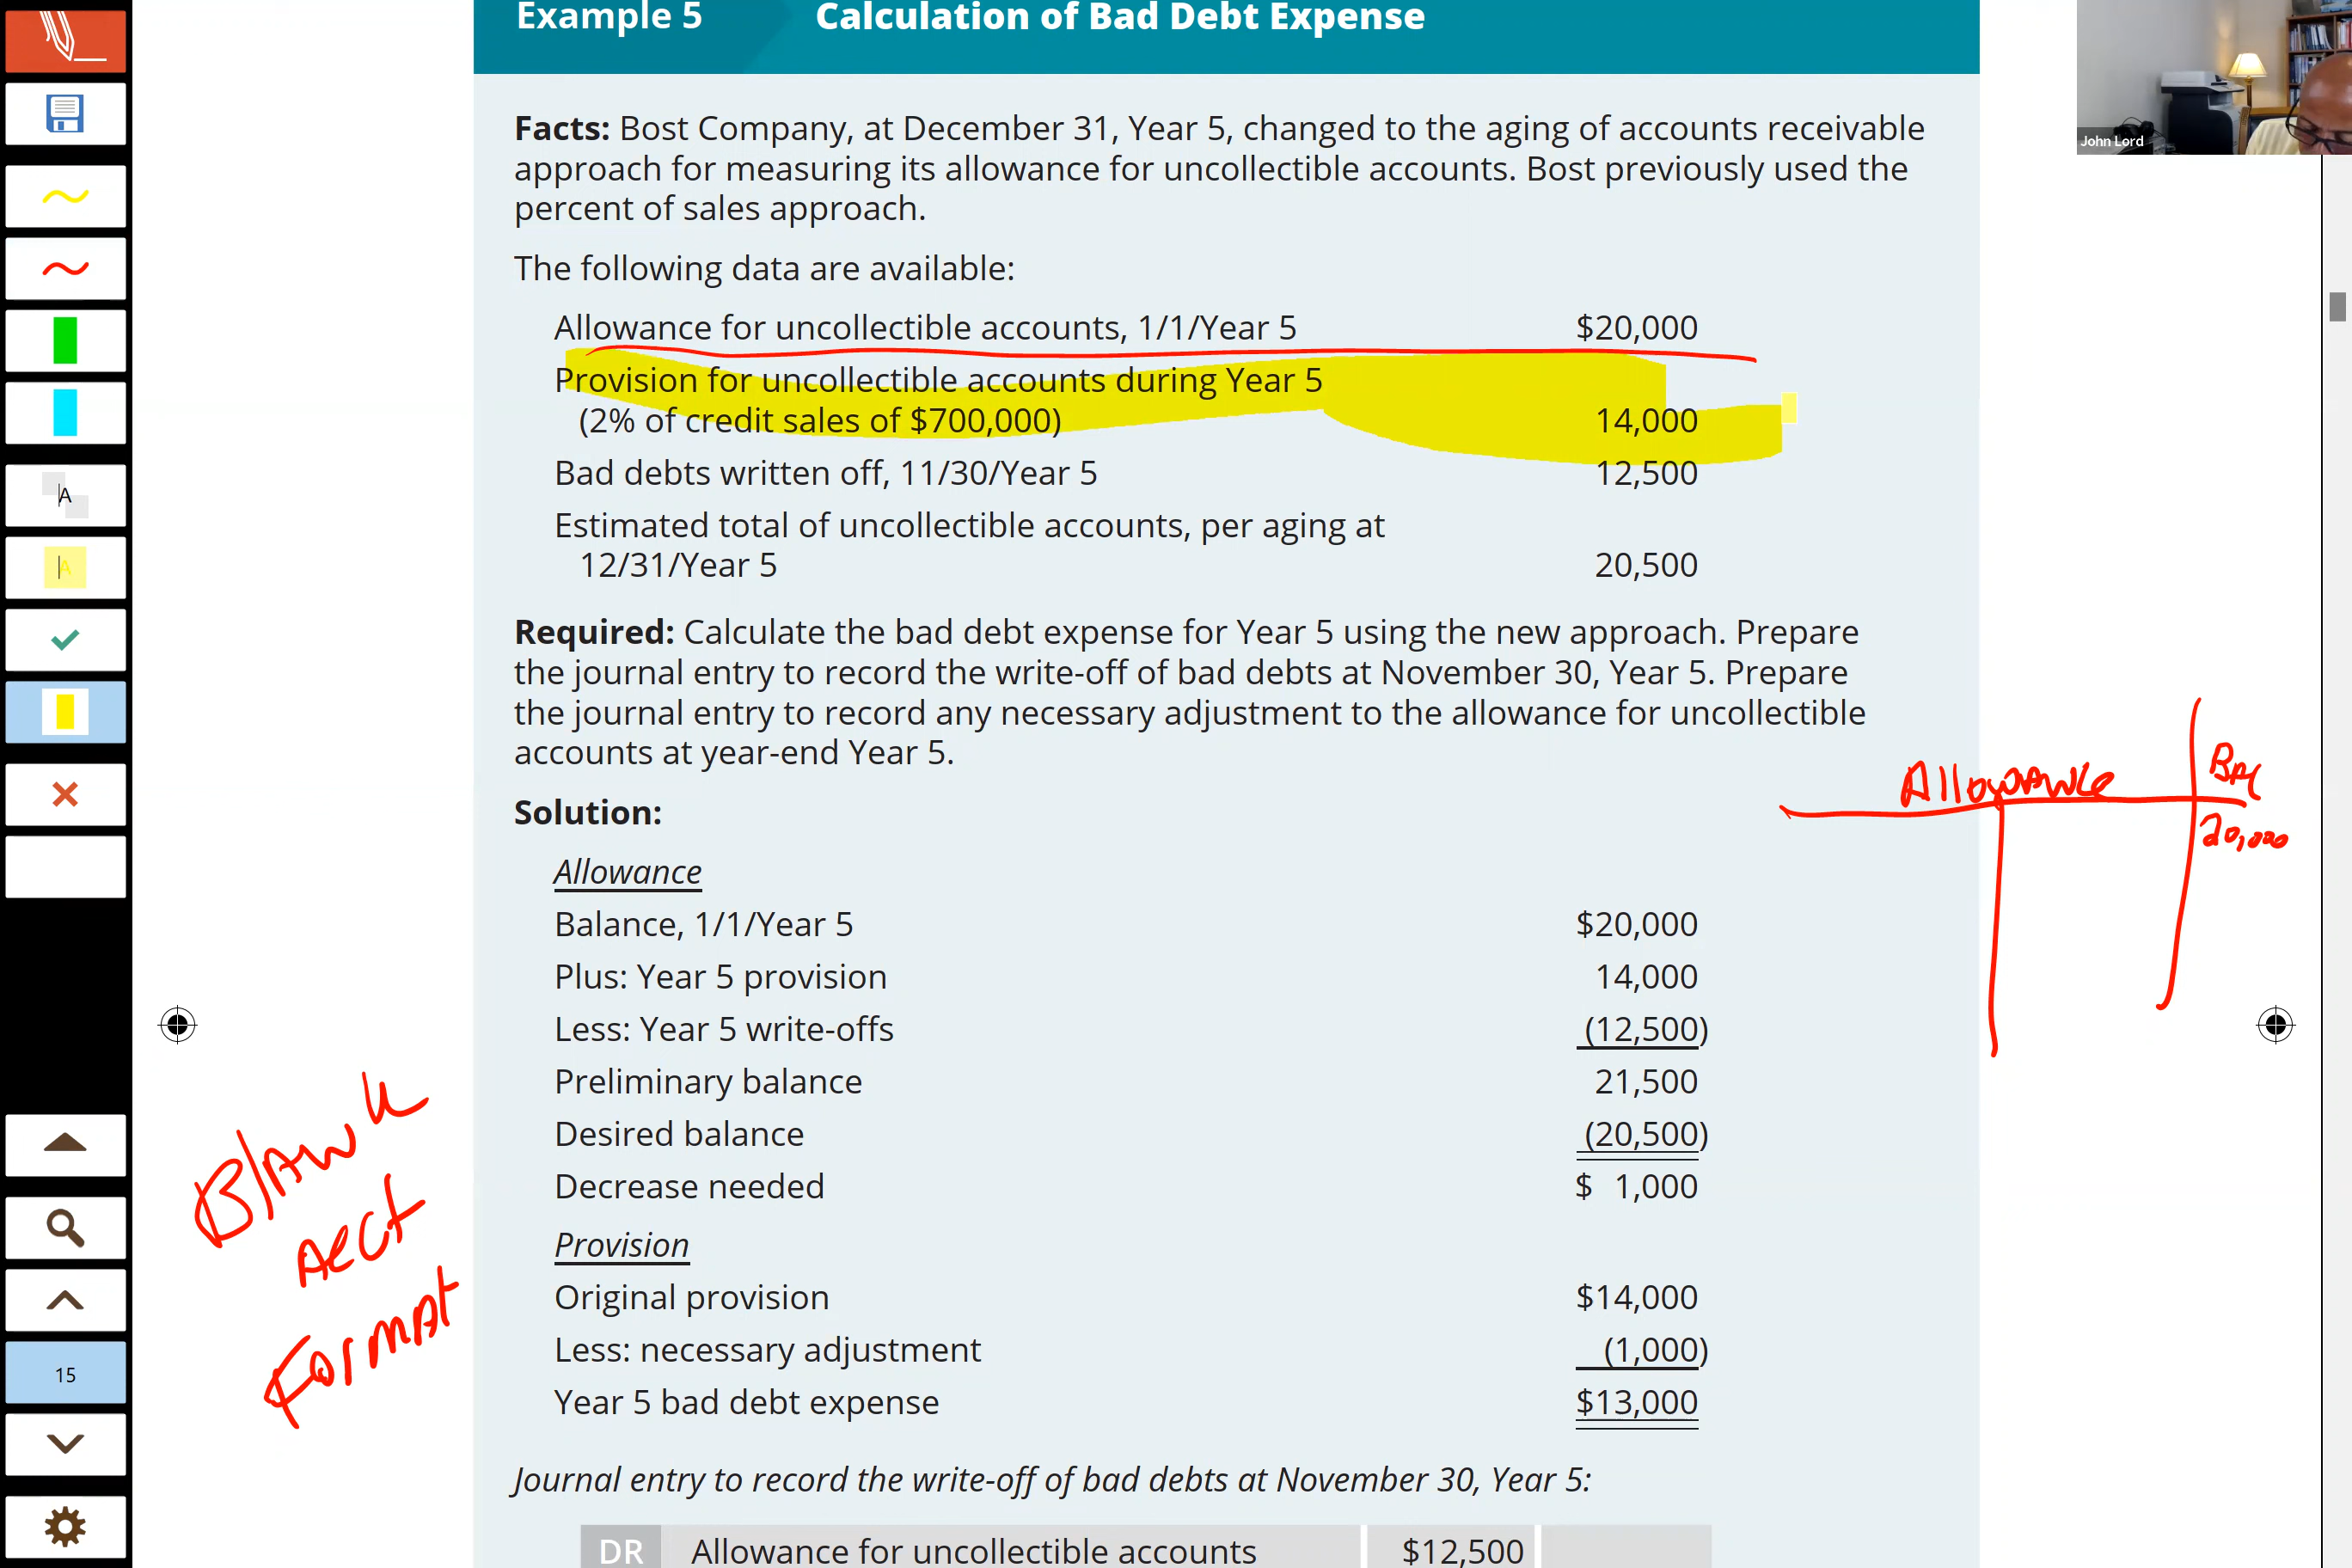 Example 5 Calculation of Bad Debt Expense
John Lord
Facts: Bost Company, at December 31, Year 5, changed to the aging of accounts receivable
approach for measuring its allowance for uncollectible accounts. Bost previously used the
percent of sales approach.
The following data are available:
Allowance for uncollectible accounts, 1/1/Year 5 $20,000
Provision for uncollectible accounts during Year 5
(2% of credit sales of $700,000) 14,000
Bad debts written off, 11/30/Year 5 12,500
Estimated total of uncollectible accounts, per aging at
12/31/Year 5 20,500
Required: Calculate the bad debt expense for Year 5 using the new approach. Prepare
the journal entry to record the write-off of bad debts at November 30, Year 5. Prepare
the journal entry to record any necessary adjustment to the allowance for uncollectible
accounts at year-end Year 5.
Allowance
BAL
20,000
Solution:
Allowance
Balance, 1/1/Year 5 $20,000
Plus: Year 5 provision 14,000
Less: Year 5 write-offs (12,500)
Preliminary balance 21,500
Desired balance (20,500)
Decrease needed $ 1,000
Provision
Original provision $14,000
Less: necessary adjustment (1,000)
Year 5 bad debt expense $13,000
Journal entry to record the write-off of bad debts at November 30, Year 5:
DR Allowance for uncollectible accounts $12,500
BlAnk
Acct
Format
A
A
15